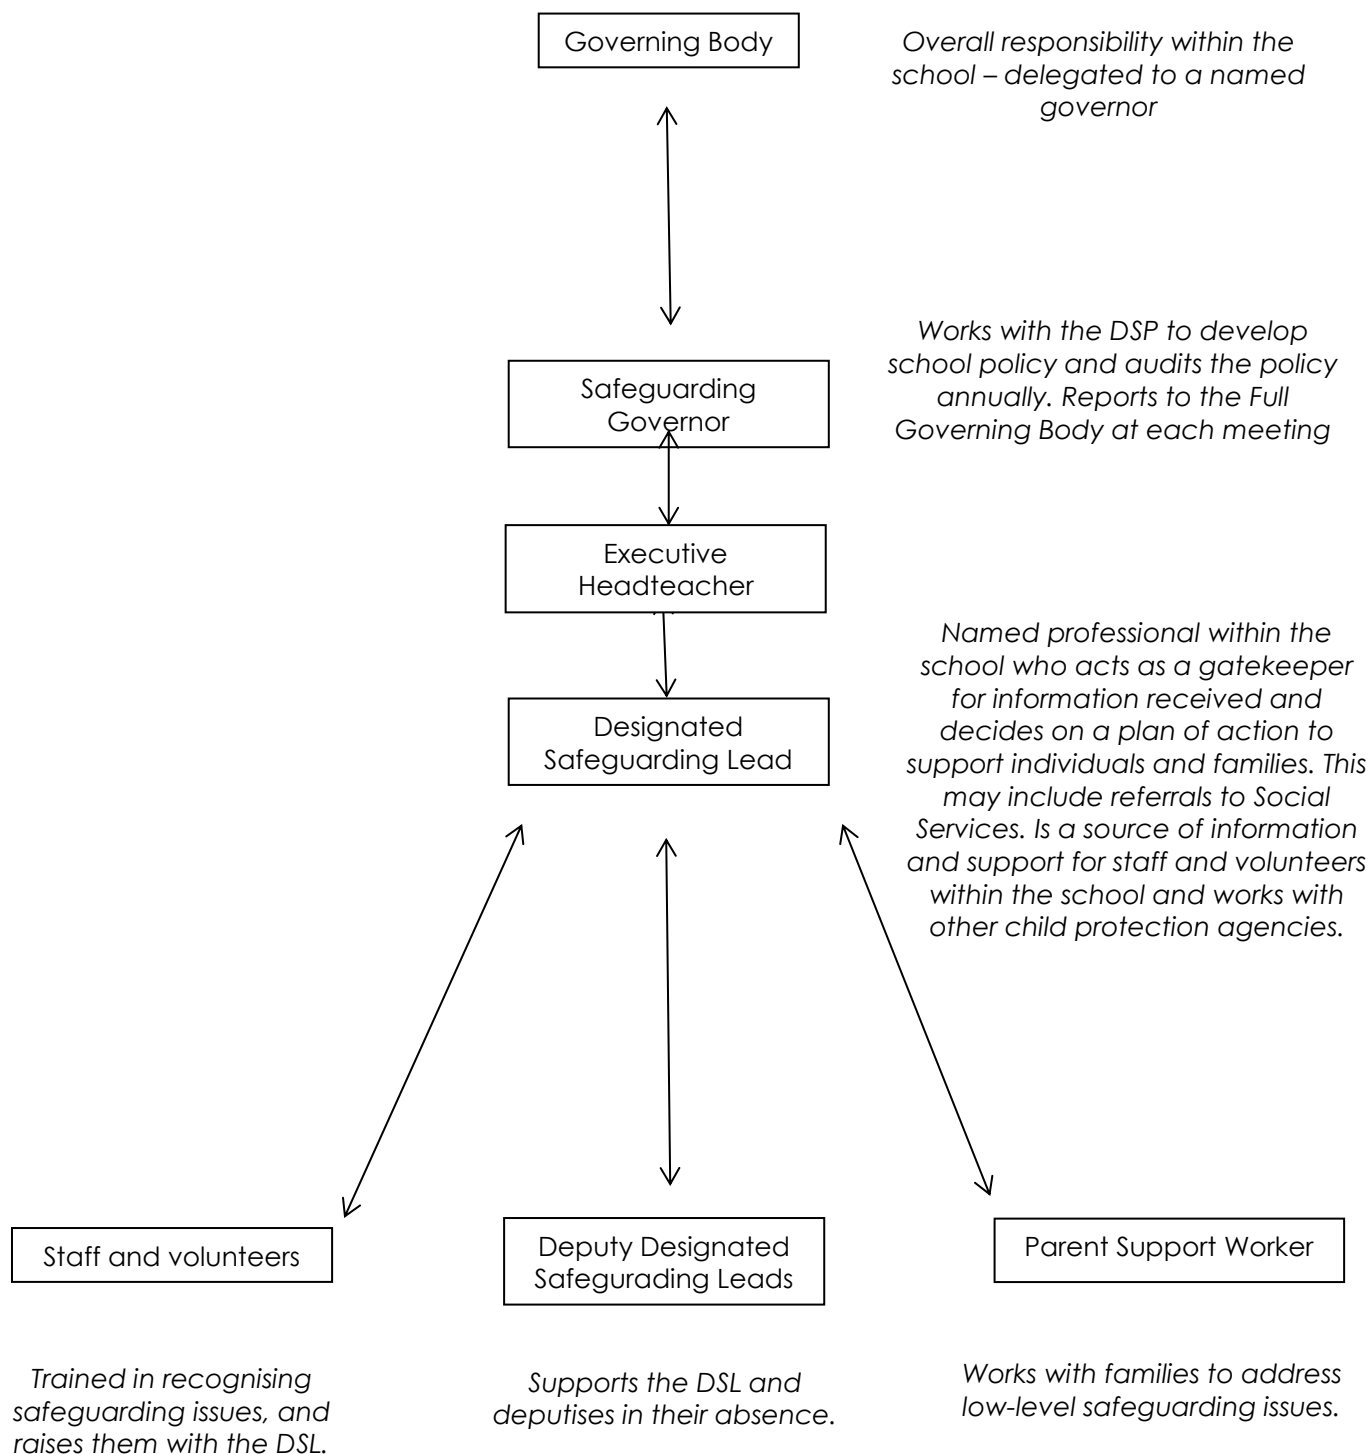 Governing Body
Overall responsibility within the
school – delegated to a named
governor
Works with the DSP to develop
school policy and audits the policy
annually. Reports to the Full
Governing Body at each meeting
Safeguarding
Governor
Executive
Headteacher
Named professional within the
school who acts as a gatekeeper
for information received and
decides on a plan of action to
support individuals and families. This
may include referrals to Social
Services. Is a source of information
and support for staff and volunteers
within the school and works with
other child protection agencies.
Designated
Safeguarding Lead
Staff and volunteers
Deputy Designated
Safegurading Leads
Parent Support Worker
Trained in recognising
safeguarding issues, and
raises them with the DSL.
Supports the DSL and
deputises in their absence.
Works with families to address
low-level safeguarding issues.